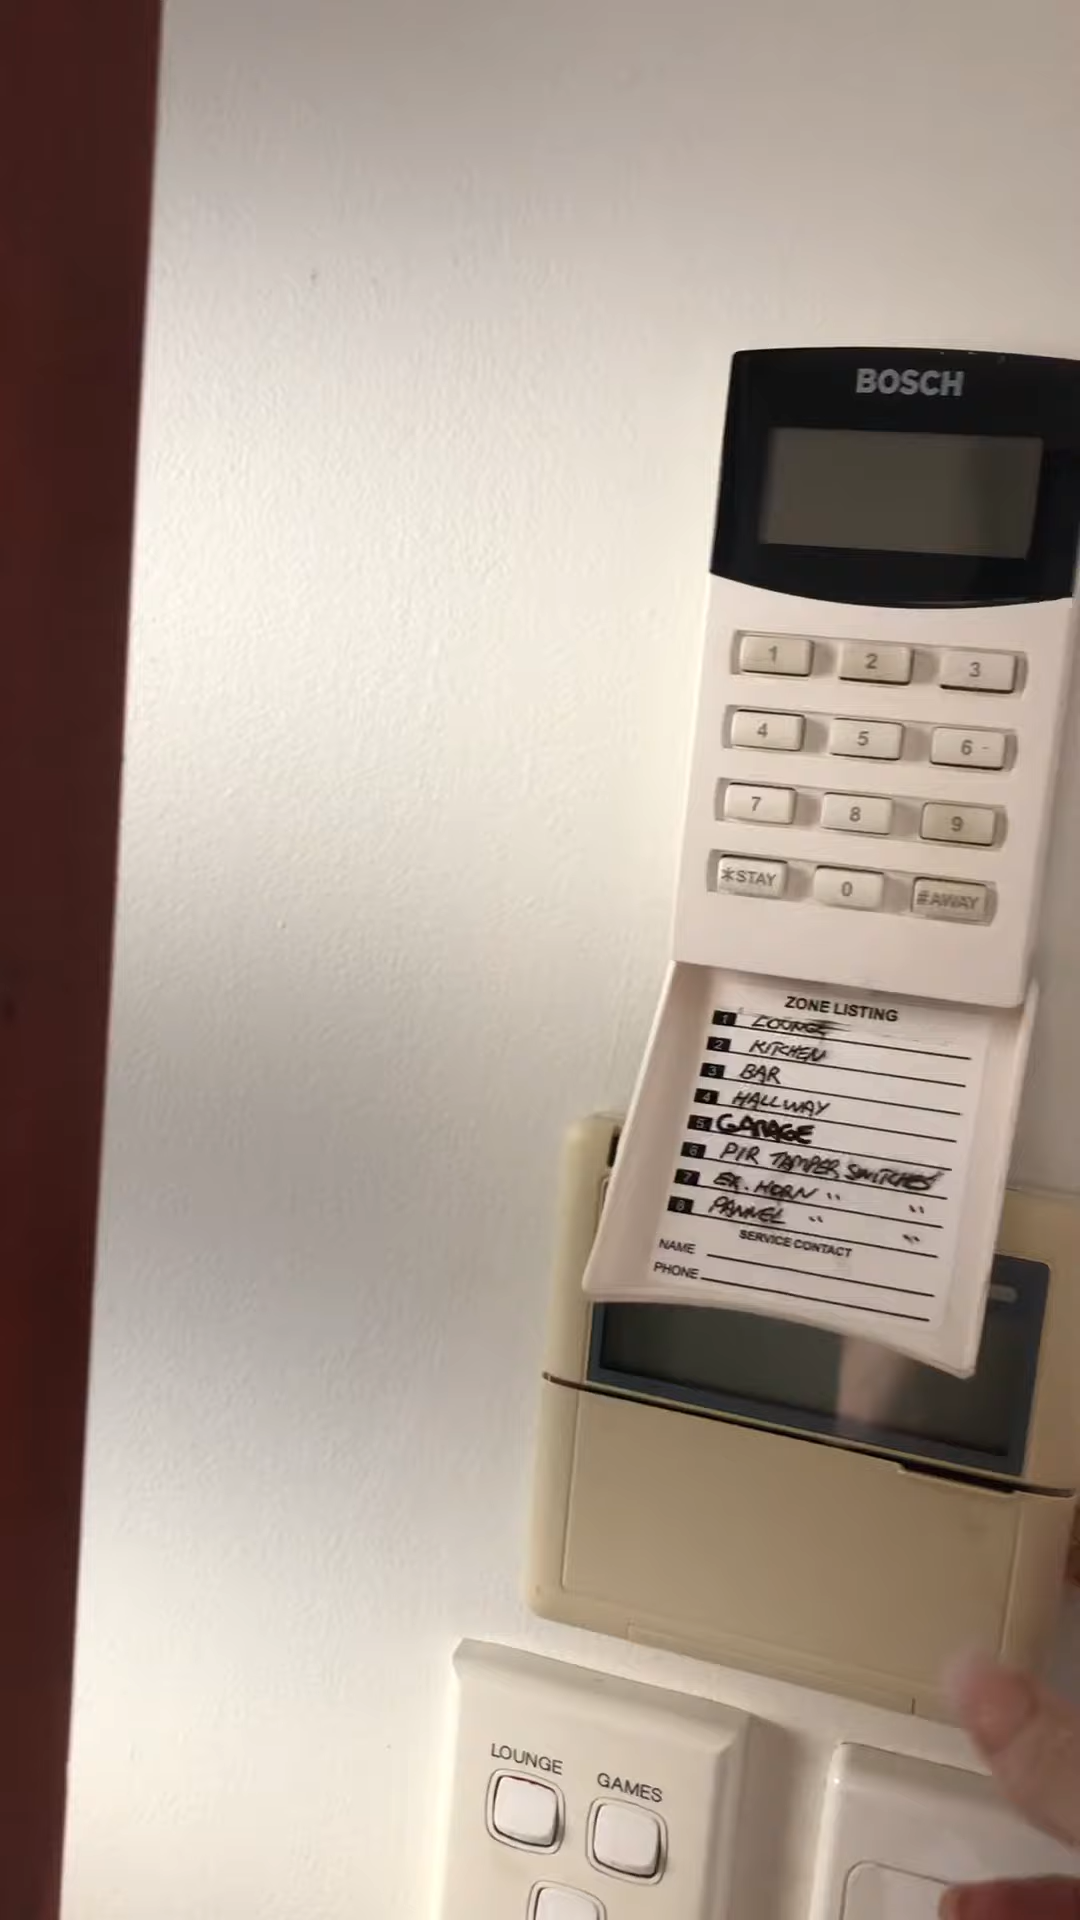 BOSCH
1 2 3
4 5 6
7 8 9
*STAY 0 #AWAY
ZONE LISTING
1 LOUNGE
2 KITCHEN
3 BAR
4 HALLWAY
5 GARAGE
6 PIR TAMPER SWITCHES
7 EX. HORN " "
8 PANNEL " "
SERVICE CONTACT
NAME
PHONE
LOUNGE GAMES